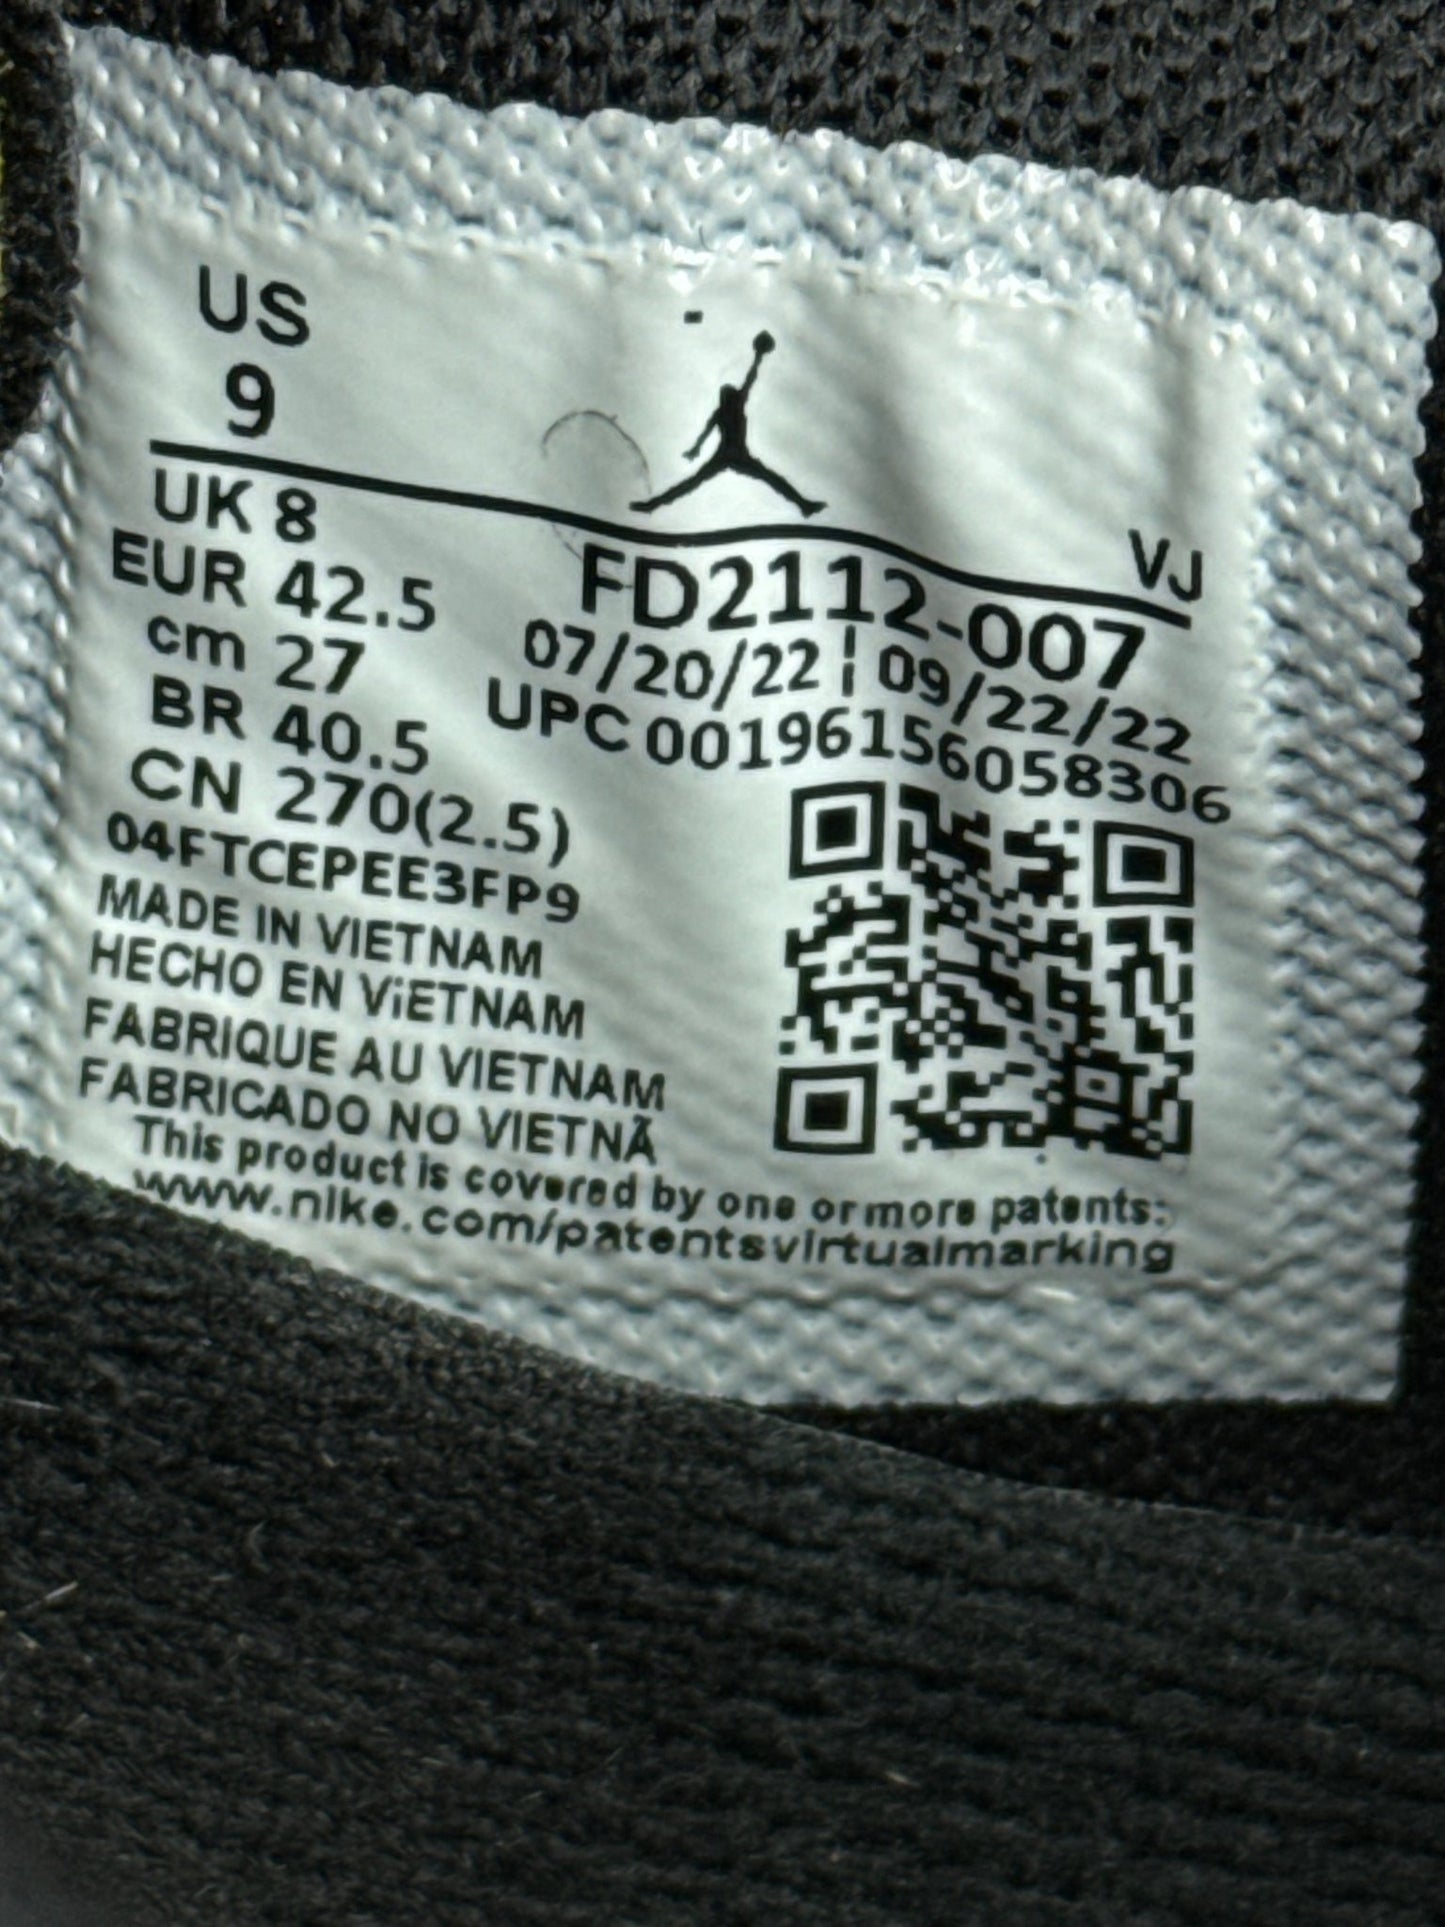 US
9
VJ
UK 8
EUR 42.5
cm 27
BR 40.5
CN 270(2.5)
FD2112-007
07/20/22 | 09/22/22
UPC 00196156058306
04FTCEPEE3FP9
MADE IN VIETNAM
HECHO EN ViETNAM
FABRIQUE AU VIETNAM
FABRICADO NO VIETNÃ
This product is covered by one or more patents:
www.nike.com/patentsvirtualmarking